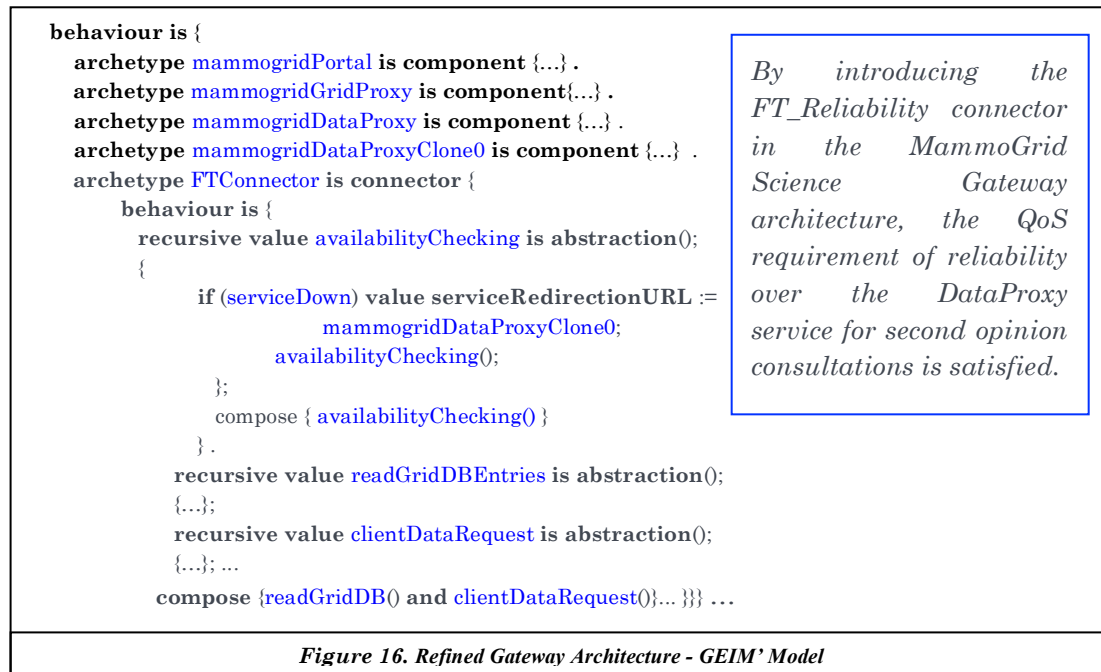 behaviour is {
archetype mammogridPortal is component {...} .
archetype mammogridGridProxy is component{...} .
archetype mammogridDataProxy is component {...} .
archetype mammogridDataProxyClone0 is component {...} .
archetype FTConnector is connector {
behaviour is {
recursive value availabilityChecking is abstraction();
{
if (serviceDown) value serviceRedirectionURL :=
mammogridDataProxyClone0;
availabilityChecking();
};
compose { availabilityChecking() }
} .
recursive value readGridDBEntries is abstraction();
{...};
recursive value clientDataRequest is abstraction();
{...}; ...
compose {readGridDB() and clientDataRequest()}... }}} ...
By introducing the
FT_Reliability connector
in the MammoGrid
Science Gateway
architecture, the QoS
requirement of reliability
over the DataProxy
service for second opinion
consultations is satisfied.
Figure 16. Refined Gateway Architecture - GEIM’ Model